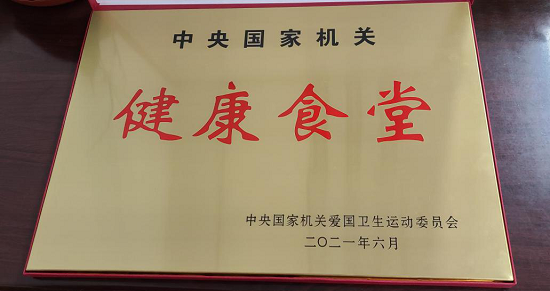 中央国家机关
健康食堂
中央国家机关爱国卫生运动委员会
二〇二一年六月